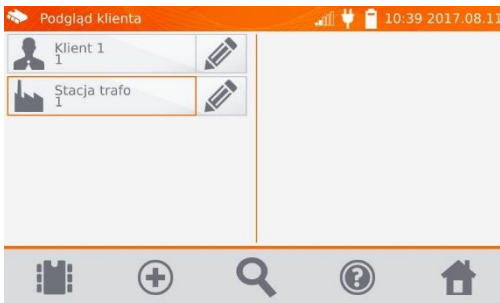 Podgląd klienta
10:39 2017.08.11
Klient 1
1
Stacja trafo
1